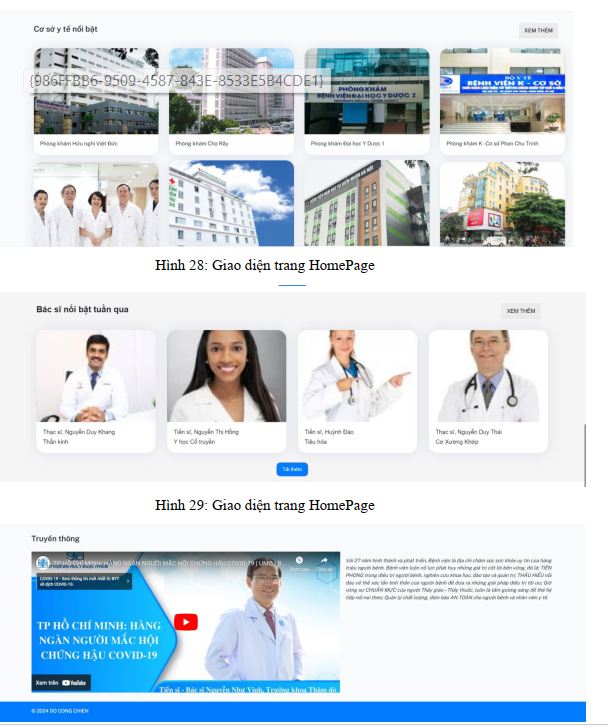 Cơ sở y tế nổi bật
XEM THÊM
{986FFBB6-9509-4587-843E-8533E5B4CDE1}
PHÒNG KHÁM
BỆNH VIỆN ĐẠI HỌC Y DƯỢC 1
BỘ Y TẾ
BỆNH VIỆN K - CƠ SỞ
Phòng khám Hữu nghị Việt Đức
Phòng khám Chợ Rẫy
Phòng khám Đại học Y Dược 1
Phòng khám K - Cơ sở Phan Chu Trinh
Hình 28: Giao diện trang HomePage
Bác sĩ nổi bật tuần qua
XEM THÊM
Thạc sĩ, Nguyễn Duy Khang
Thần kinh
Tiến sĩ, Nguyễn Thị Hồng
Y học Cổ truyền
Tiến sĩ, Huỳnh Đào
Tiêu hóa
Thạc sĩ, Nguyễn Duy Thái
Cơ Xương Khớp
Tải thêm
Hình 29: Giao diện trang HomePage
Truyền thông
TP HỒ CHÍ MINH: HÀNG NGÀN NGƯỜI MẮC HỘI CHỨNG HẬU COVID-19 | UMC
COVID-19 - Xem thông tin mới nhất từ BYT
về dịch COVID-19.
Xem sau
Chia sẻ
TP HỒ CHÍ MINH: HÀNG
NGÀN NGƯỜI MẮC HỘI
CHỨNG HẬU COVID-19
Xem trên YouTube
Tiến sĩ - Bác sĩ Nguyễn Như Vinh, Trưởng khoa Thăm dò
Với 27 năm hình thành và phát triển, Bệnh viện là địa chỉ chăm sóc sức khỏe uy tín của hàng
triệu người bệnh. Bệnh viện luôn nỗ lực phát huy những giá trị cốt lõi bền vững, đó là: TIÊN
PHONG trong điều trị người bệnh, nghiên cứu khoa học, đào tạo và quản trị; THẤU HIỂU nỗi
đau về thể xác lẫn tinh thần của người bệnh để đưa ra những giải pháp điều trị tối ưu; Giữ
vững sự CHUẨN MỰC của người Thầy giáo–Thầy thuốc, luôn là tấm gương sáng để thế hệ
tiếp nối noi theo; Quản lý chất lượng, đảm bảo AN TOÀN cho người bệnh và nhân viên y tế.
© 2024 DO CONG CHIEN